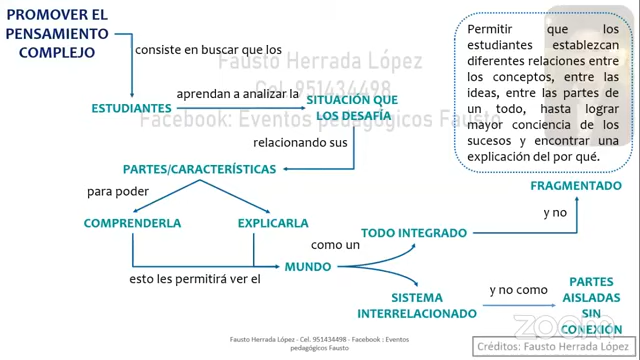 PROMOVER EL
PENSAMIENTO
COMPLEJO
consiste en buscar que los
Fausto Herrada López
Cel. 951434498
Facebook: Eventos pedagógicos Fausto
ESTUDIANTES
aprendan a analizar la
SITUACIÓN QUE
LOS DESAFÍA
relacionando sus
PARTES/CARACTERÍSTICAS
para poder
COMPRENDERLA
EXPLICARLA
esto les permitirá ver el
MUNDO
como un
TODO INTEGRADO
y no
FRAGMENTADO
SISTEMA
INTERRELACIONADO
y no como
PARTES
AISLADAS
SIN
CONEXIÓN
Permitir que los
estudiantes establezcan
diferentes relaciones entre
los conceptos, entre las
ideas, entre las partes de
un todo, hasta lograr
mayor conciencia de los
sucesos y encontrar una
explicación del por qué.
zoom
Fausto Herrada López - Cel. 951434498 - Facebook : Eventos
pedagógicos Fausto
Créditos: Fausto Herrada López